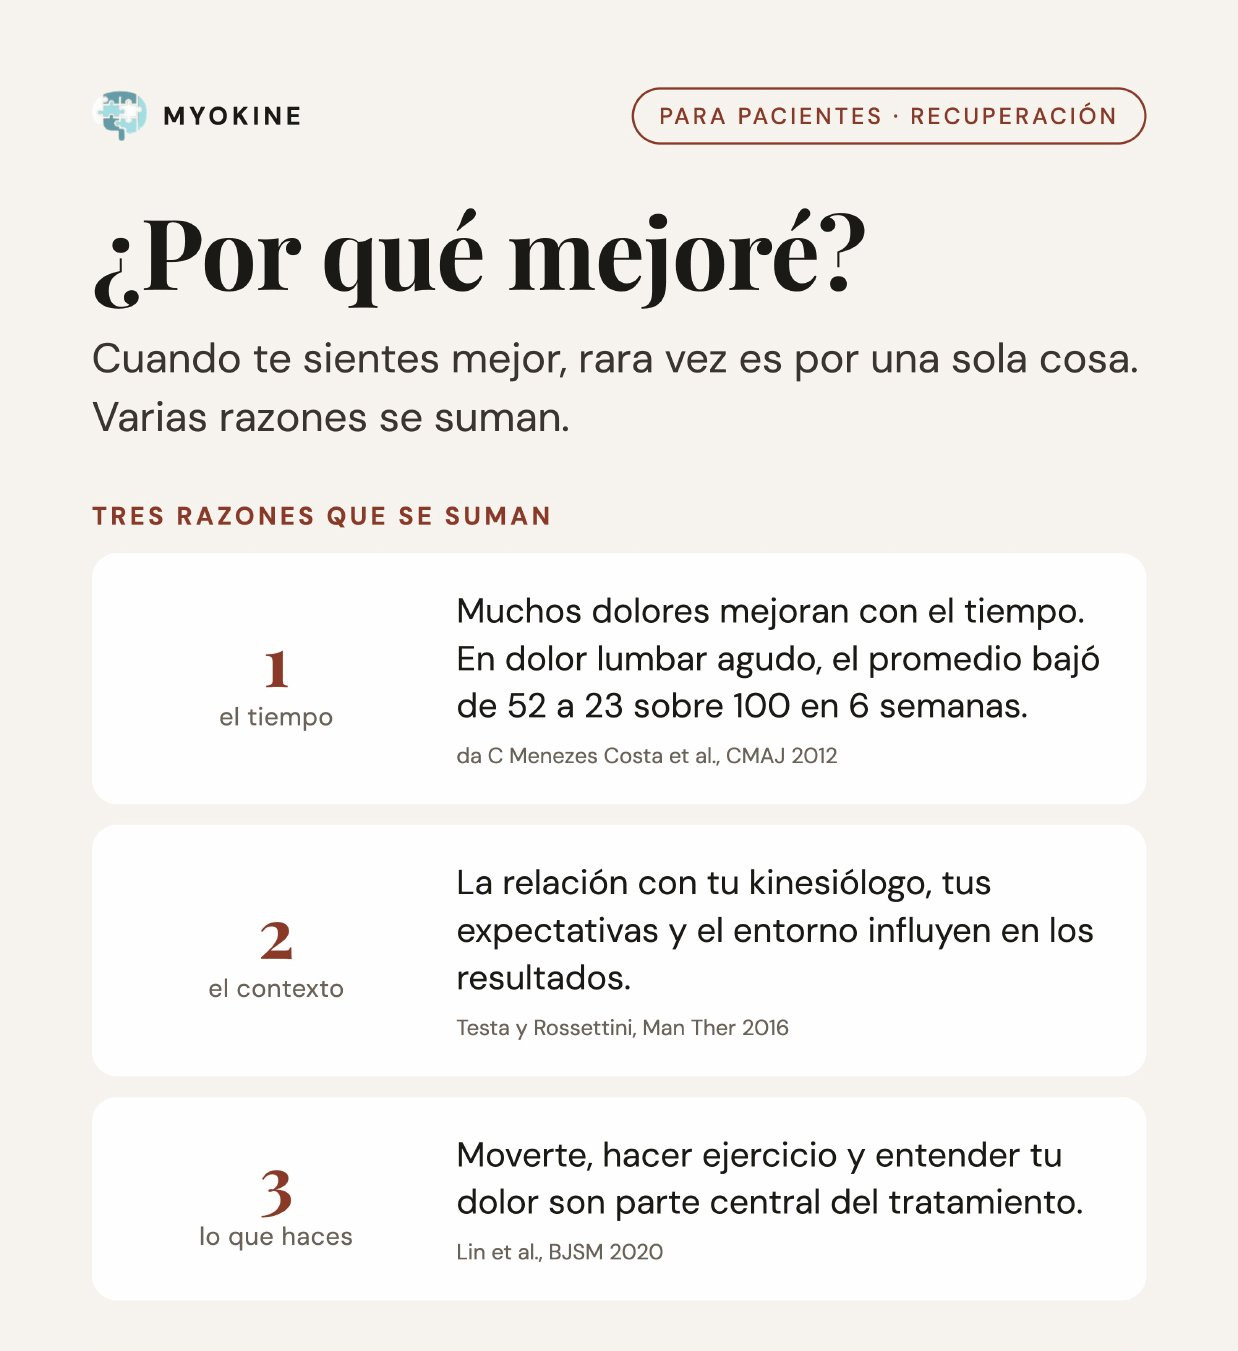 MYOKINE
PARA PACIENTES · RECUPERACIÓN
¿Por qué mejoré?
Cuando te sientes mejor, rara vez es por una sola cosa.
Varias razones se suman.
TRES RAZONES QUE SE SUMAN
1
el tiempo
Muchos dolores mejoran con el tiempo.
En dolor lumbar agudo, el promedio bajó
de 52 a 23 sobre 100 en 6 semanas.
da C Menezes Costa et al., CMAJ 2012
2
el contexto
La relación con tu kinesiólogo, tus
expectativas y el entorno influyen en los
resultados.
Testa y Rossettini, Man Ther 2016
3
lo que haces
Moverte, hacer ejercicio y entender tu
dolor son parte central del tratamiento.
Lin et al., BJSM 2020